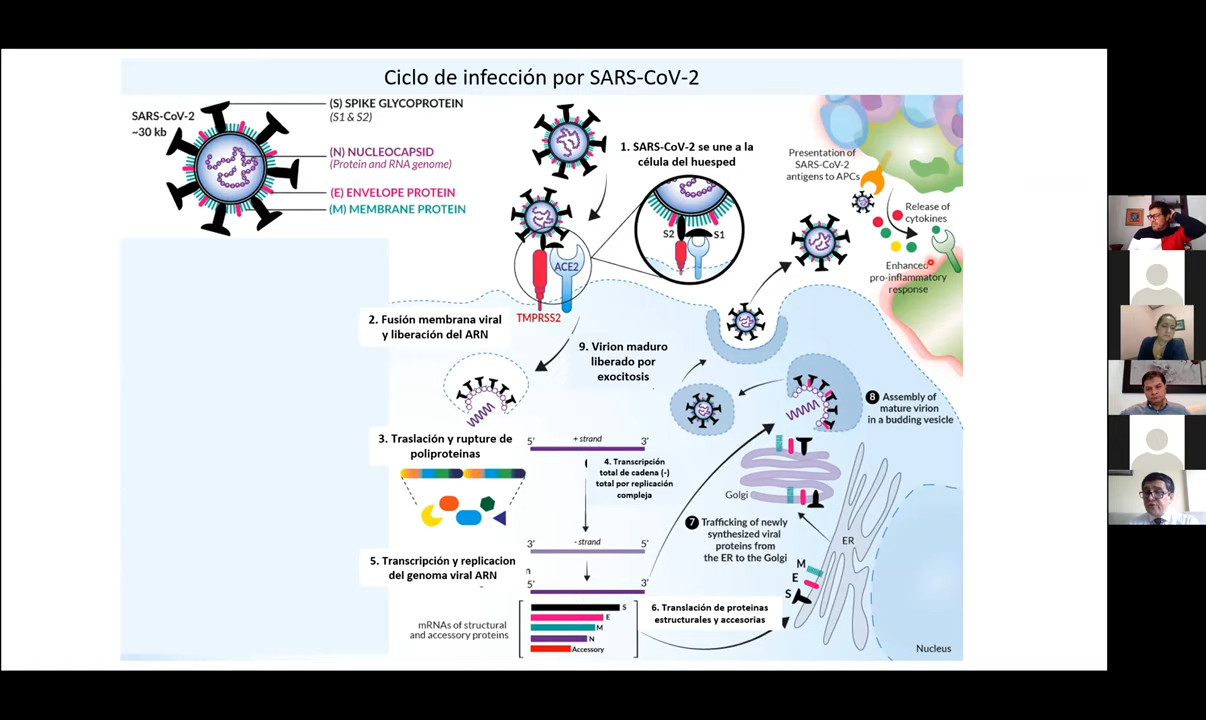 Ciclo de infección por SARS-CoV-2
SARS-CoV-2
~30 kb
(S) SPIKE GLYCOPROTEIN
(S1 & S2)
(N) NUCLEOCAPSID
(Protein and RNA genome)
(E) ENVELOPE PROTEIN
(M) MEMBRANE PROTEIN
1. SARS-CoV-2 se une a la
célula del huesped
S2
S1
ACE2
TMPRSS2
Presentation of
SARS-CoV-2
antigens to APCs
Release of
cytokines
Enhanced
pro-inflammatory
response
2. Fusión membrana viral
y liberación del ARN
9. Virion maduro
liberado por
exocitosis
8 Assembly of
mature virion
in a budding vesicle
3. Traslación y rupture de
poliproteinas
5'
+ strand
3'
4. Transcripción
total de cadena (-)
total por replicación
compleja
Golgi
7 Trafficking of newly
synthesized viral
proteins from
the ER to the Golgi
ER
3'
- strand
5'
5. Transcripción y replicacion
del genoma viral ARN
n
5'
3'
M
E
S
mRNAs of structural
and accessory proteins
S
E
M
N
Accessory
6. Translación de proteinas
estructurales y accesorias
Nucleus